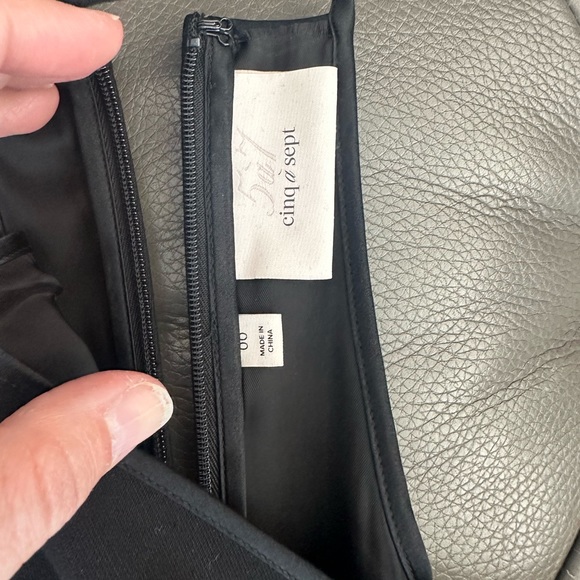 5à7
cinq à sept
00
MADE IN
CHINA